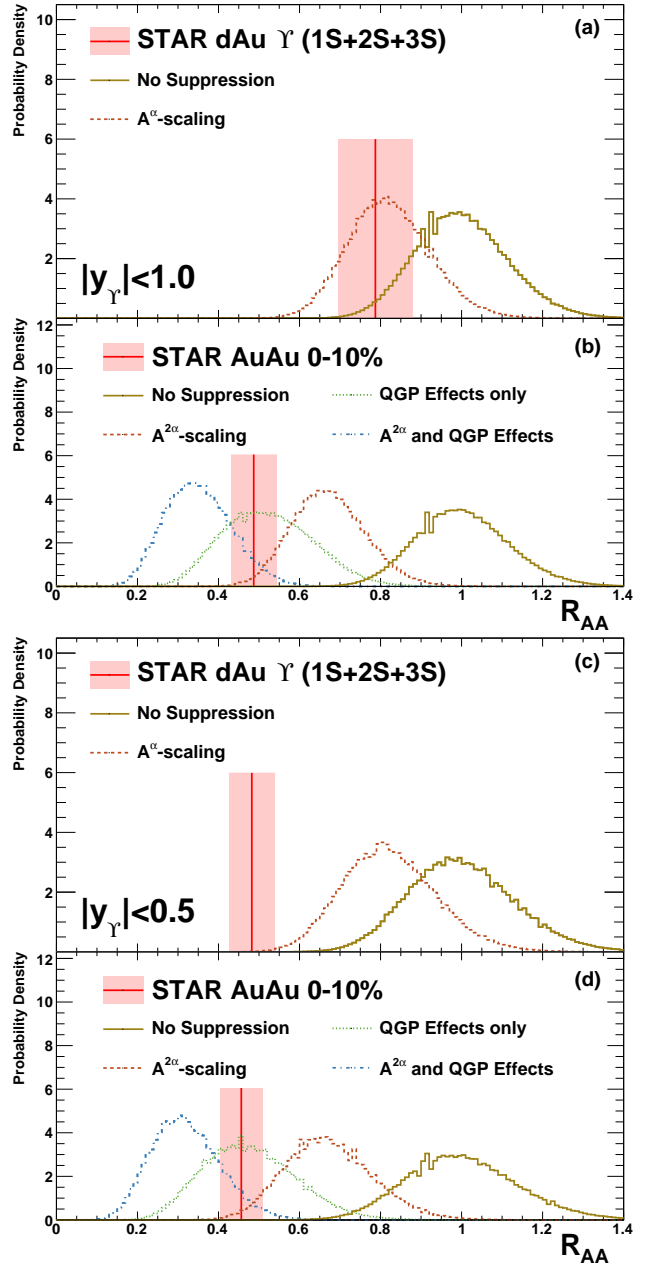 Probability Density
10
8
6
4
2
(a)
STAR dAu ϒ (1S+2S+3S)
No Suppression
A^α-scaling
|y_ϒ|<1.0
Probability Density
12
10
8
6
4
2
0
(b)
STAR AuAu 0-10%
No Suppression
QGP Effects only
A^2α-scaling
A^2α and QGP Effects
0 0.2 0.4 0.6 0.8 1 1.2 1.4
R_AA
Probability Density
10
8
6
4
2
(c)
STAR dAu ϒ (1S+2S+3S)
No Suppression
A^α-scaling
|y_ϒ|<0.5
Probability Density
12
10
8
6
4
2
0
(d)
STAR AuAu 0-10%
No Suppression
QGP Effects only
A^2α-scaling
A^2α and QGP Effects
0 0.2 0.4 0.6 0.8 1 1.2 1.4
R_AA